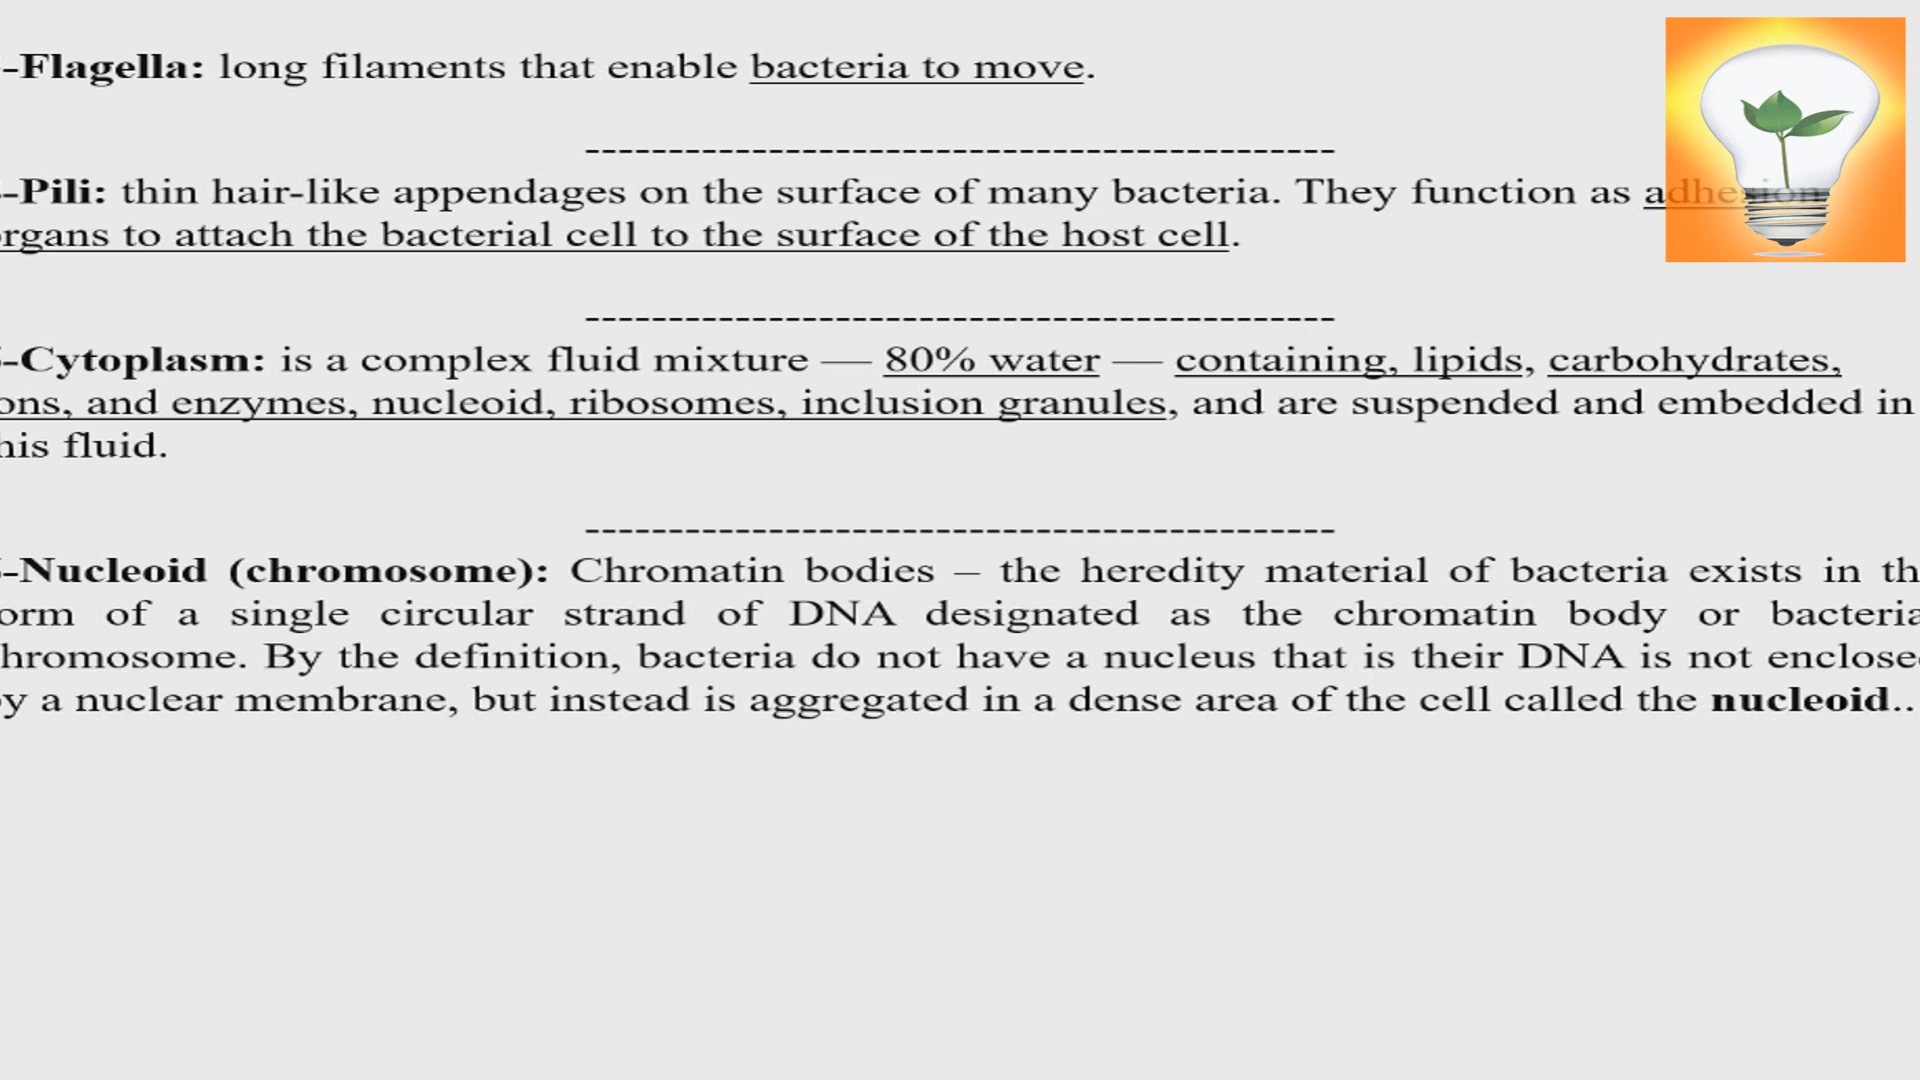 -Flagella: long filaments that enable bacteria to move.
-----------------------------------------
-Pili: thin hair-like appendages on the surface of many bacteria. They function as adhesion
rgans to attach the bacterial cell to the surface of the host cell.
-----------------------------------------
-Cytoplasm: is a complex fluid mixture — 80% water — containing, lipids, carbohydrates,
ons, and enzymes, nucleoid, ribosomes, inclusion granules, and are suspended and embedded in
his fluid.
-----------------------------------------
-Nucleoid (chromosome): Chromatin bodies – the heredity material of bacteria exists in th
orm of a single circular strand of DNA designated as the chromatin body or bacteria
hromosome. By the definition, bacteria do not have a nucleus that is their DNA is not enclose
y a nuclear membrane, but instead is aggregated in a dense area of the cell called the nucleoid..